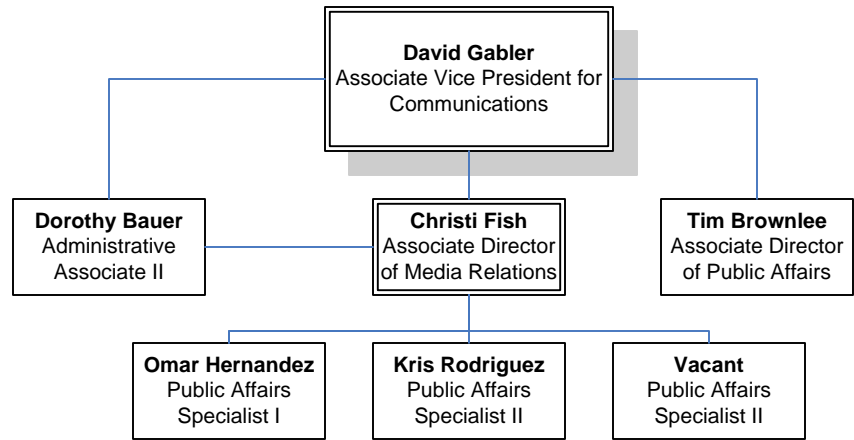 David Gabler
Associate Vice President for
Communications
Dorothy Bauer
Administrative
Associate II
Christi Fish
Associate Director
of Media Relations
Tim Brownlee
Associate Director
of Public Affairs
Omar Hernandez
Public Affairs
Specialist I
Kris Rodriguez
Public Affairs
Specialist II
Vacant
Public Affairs
Specialist II